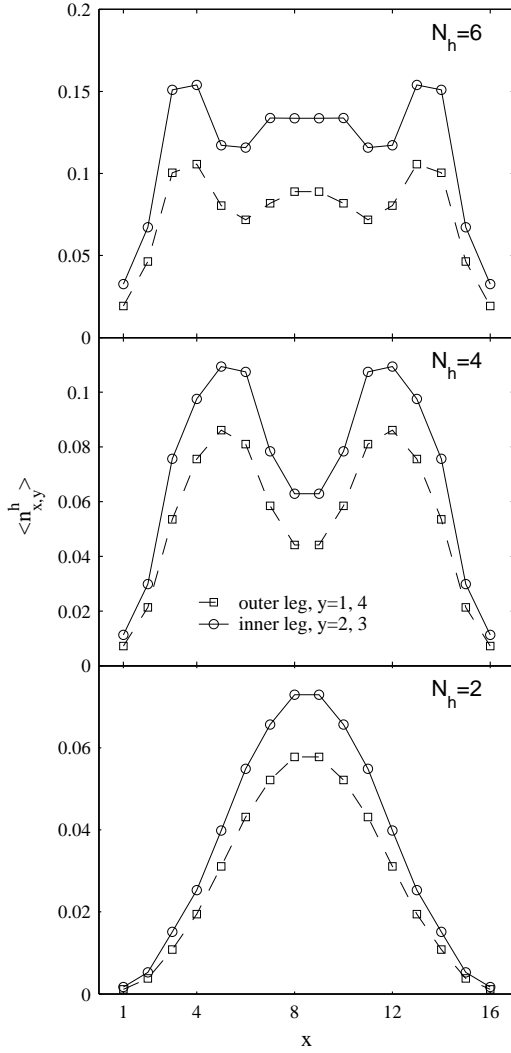 0.2
N_h=6
0.15
0.1
0.05
0
N_h=4
0.1
0.08
0.06
0.04
0.02
0
<n^h_{x,y}>
outer leg, y=1, 4
inner leg, y=2, 3
N_h=2
0.06
0.04
0.02
0
1 4 8 12 16
x